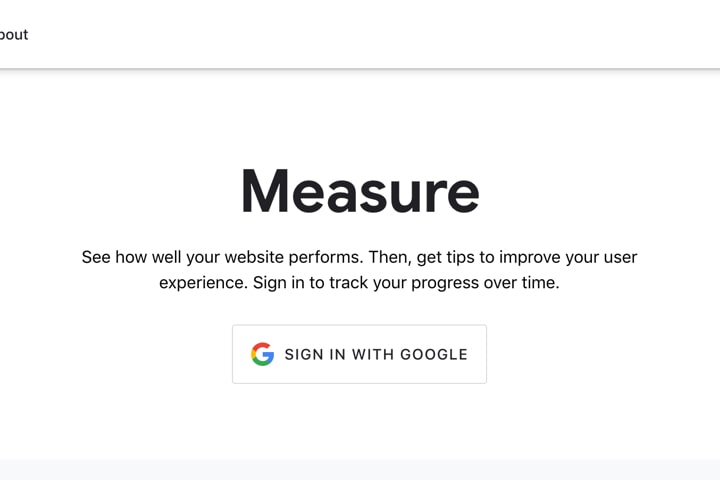 Measure
See how well your website performs. Then, get tips to improve your user
experience. Sign in to track your progress over time.
SIGN IN WITH GOOGLE